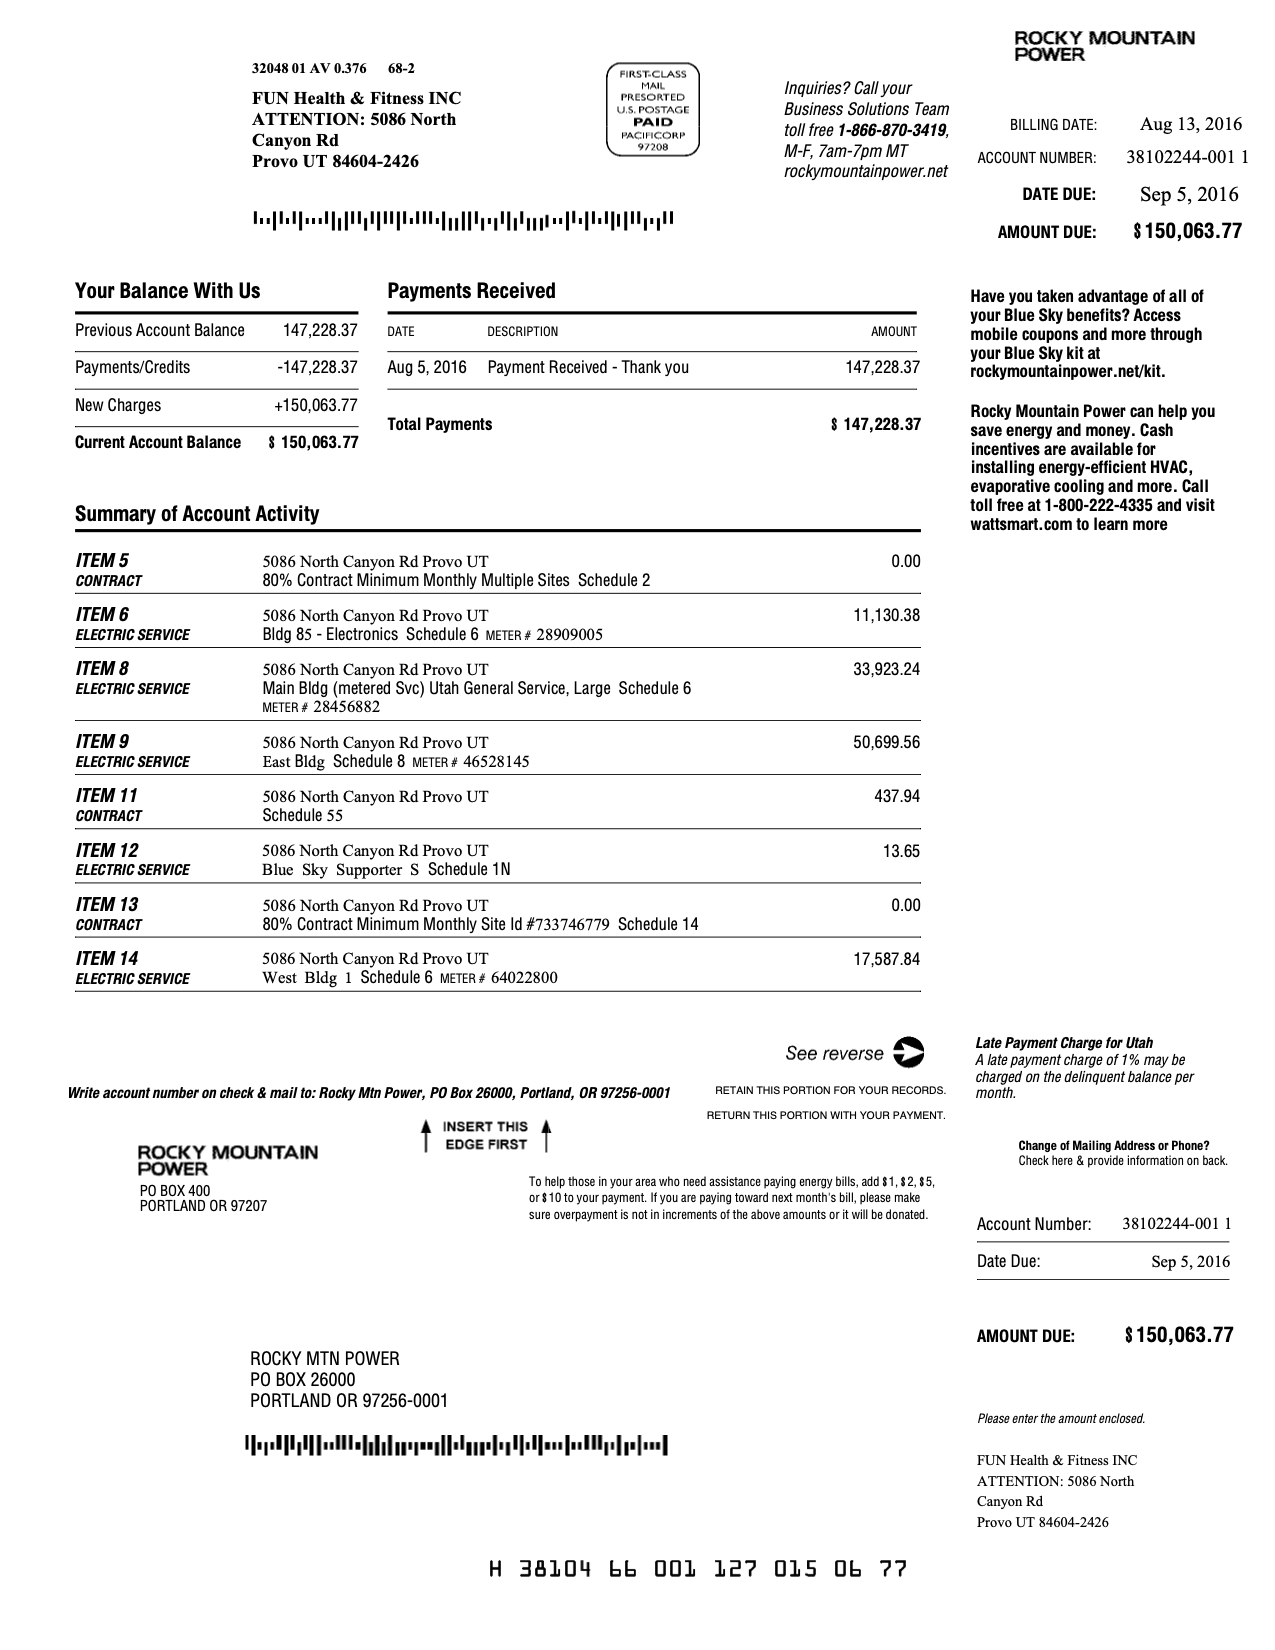 ROCKY MOUNTAIN
POWER
32048 01 AV 0.376 68-2
FUN Health & Fitness INC
ATTENTION: 5086 North
Canyon Rd
Provo UT 84604-2426
FIRST-CLASS
MAIL
PRESORTED
U.S. POSTAGE
PAID
PACIFICORP
97208
Inquiries? Call your
Business Solutions Team
toll free 1-866-870-3419,
M-F, 7am-7pm MT
rockymountainpower.net
BILLING DATE: Aug 13, 2016
ACCOUNT NUMBER: 38102244-001 1
DATE DUE: Sep 5, 2016
AMOUNT DUE: $150,063.77
Your Balance With Us
Previous Account Balance 147,228.37
Payments/Credits -147,228.37
New Charges +150,063.77
Current Account Balance $ 150,063.77
Payments Received
DATE DESCRIPTION AMOUNT
Aug 5, 2016 Payment Received - Thank you 147,228.37
Total Payments $ 147,228.37
Have you taken advantage of all of
your Blue Sky benefits? Access
mobile coupons and more through
your Blue Sky kit at
rockymountainpower.net/kit.
Rocky Mountain Power can help you
save energy and money. Cash
incentives are available for
installing energy-efficient HVAC,
evaporative cooling and more. Call
toll free at 1-800-222-4335 and visit
wattsmart.com to learn more
Summary of Account Activity
ITEM 5 5086 North Canyon Rd Provo UT 0.00
CONTRACT 80% Contract Minimum Monthly Multiple Sites Schedule 2
ITEM 6 5086 North Canyon Rd Provo UT 11,130.38
ELECTRIC SERVICE Bldg 85 - Electronics Schedule 6 METER # 28909005
ITEM 8 5086 North Canyon Rd Provo UT 33,923.24
ELECTRIC SERVICE Main Bldg (metered Svc) Utah General Service, Large Schedule 6
METER # 28456882
ITEM 9 5086 North Canyon Rd Provo UT 50,699.56
ELECTRIC SERVICE East Bldg Schedule 8 METER # 46528145
ITEM 11 5086 North Canyon Rd Provo UT 437.94
CONTRACT Schedule 55
ITEM 12 5086 North Canyon Rd Provo UT 13.65
ELECTRIC SERVICE Blue Sky Supporter S Schedule 1N
ITEM 13 5086 North Canyon Rd Provo UT 0.00
CONTRACT 80% Contract Minimum Monthly Site Id #733746779 Schedule 14
ITEM 14 5086 North Canyon Rd Provo UT 17,587.84
ELECTRIC SERVICE West Bldg 1 Schedule 6 METER # 64022800
See reverse
Late Payment Charge for Utah
A late payment charge of 1% may be
charged on the delinquent balance per
month.
Write account number on check & mail to: Rocky Mtn Power, PO Box 26000, Portland, OR 97256-0001
RETAIN THIS PORTION FOR YOUR RECORDS.
RETURN THIS PORTION WITH YOUR PAYMENT.
INSERT THIS
EDGE FIRST
ROCKY MOUNTAIN
POWER
PO BOX 400
PORTLAND OR 97207
To help those in your area who need assistance paying energy bills, add $1, $2, $5,
or $10 to your payment. If you are paying toward next month's bill, please make
sure overpayment is not in increments of the above amounts or it will be donated.
Change of Mailing Address or Phone?
Check here & provide information on back.
Account Number: 38102244-001 1
Date Due: Sep 5, 2016
AMOUNT DUE: $150,063.77
ROCKY MTN POWER
PO BOX 26000
PORTLAND OR 97256-0001
Please enter the amount enclosed.
FUN Health & Fitness INC
ATTENTION: 5086 North
Canyon Rd
Provo UT 84604-2426
H 38104 66 001 127 015 06 77